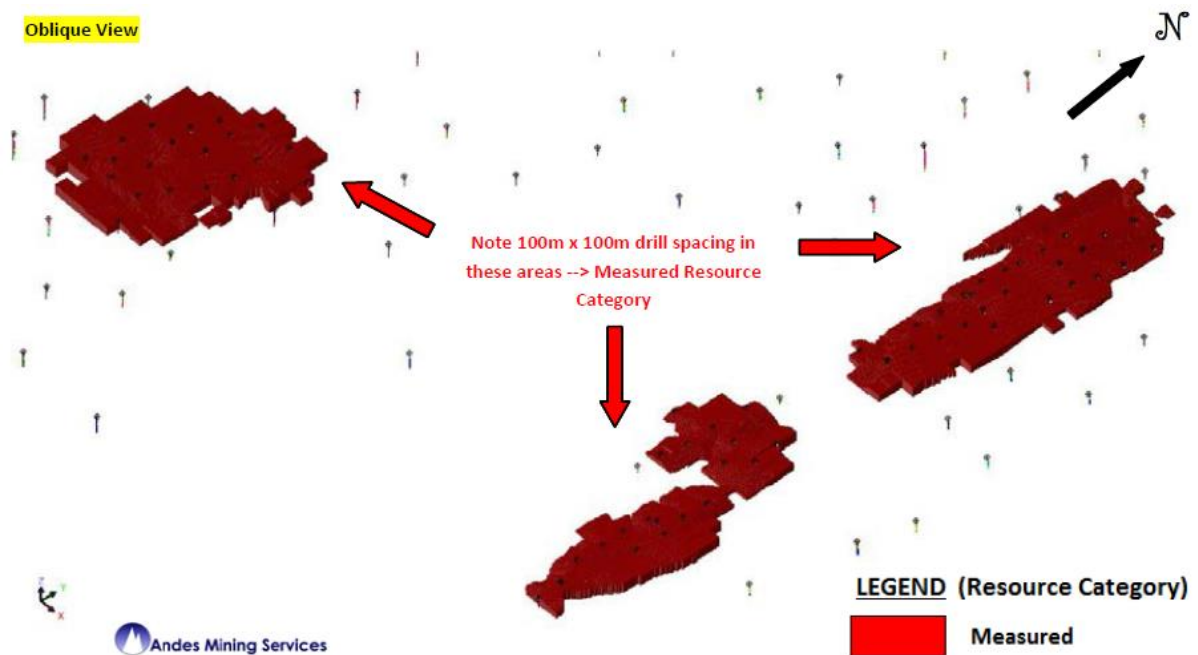 Oblique View
N
Note 100m x 100m drill spacing in
these areas --> Measured Resource
Category
Z
Y
X
LEGEND (Resource Category)
Measured
Andes Mining Services